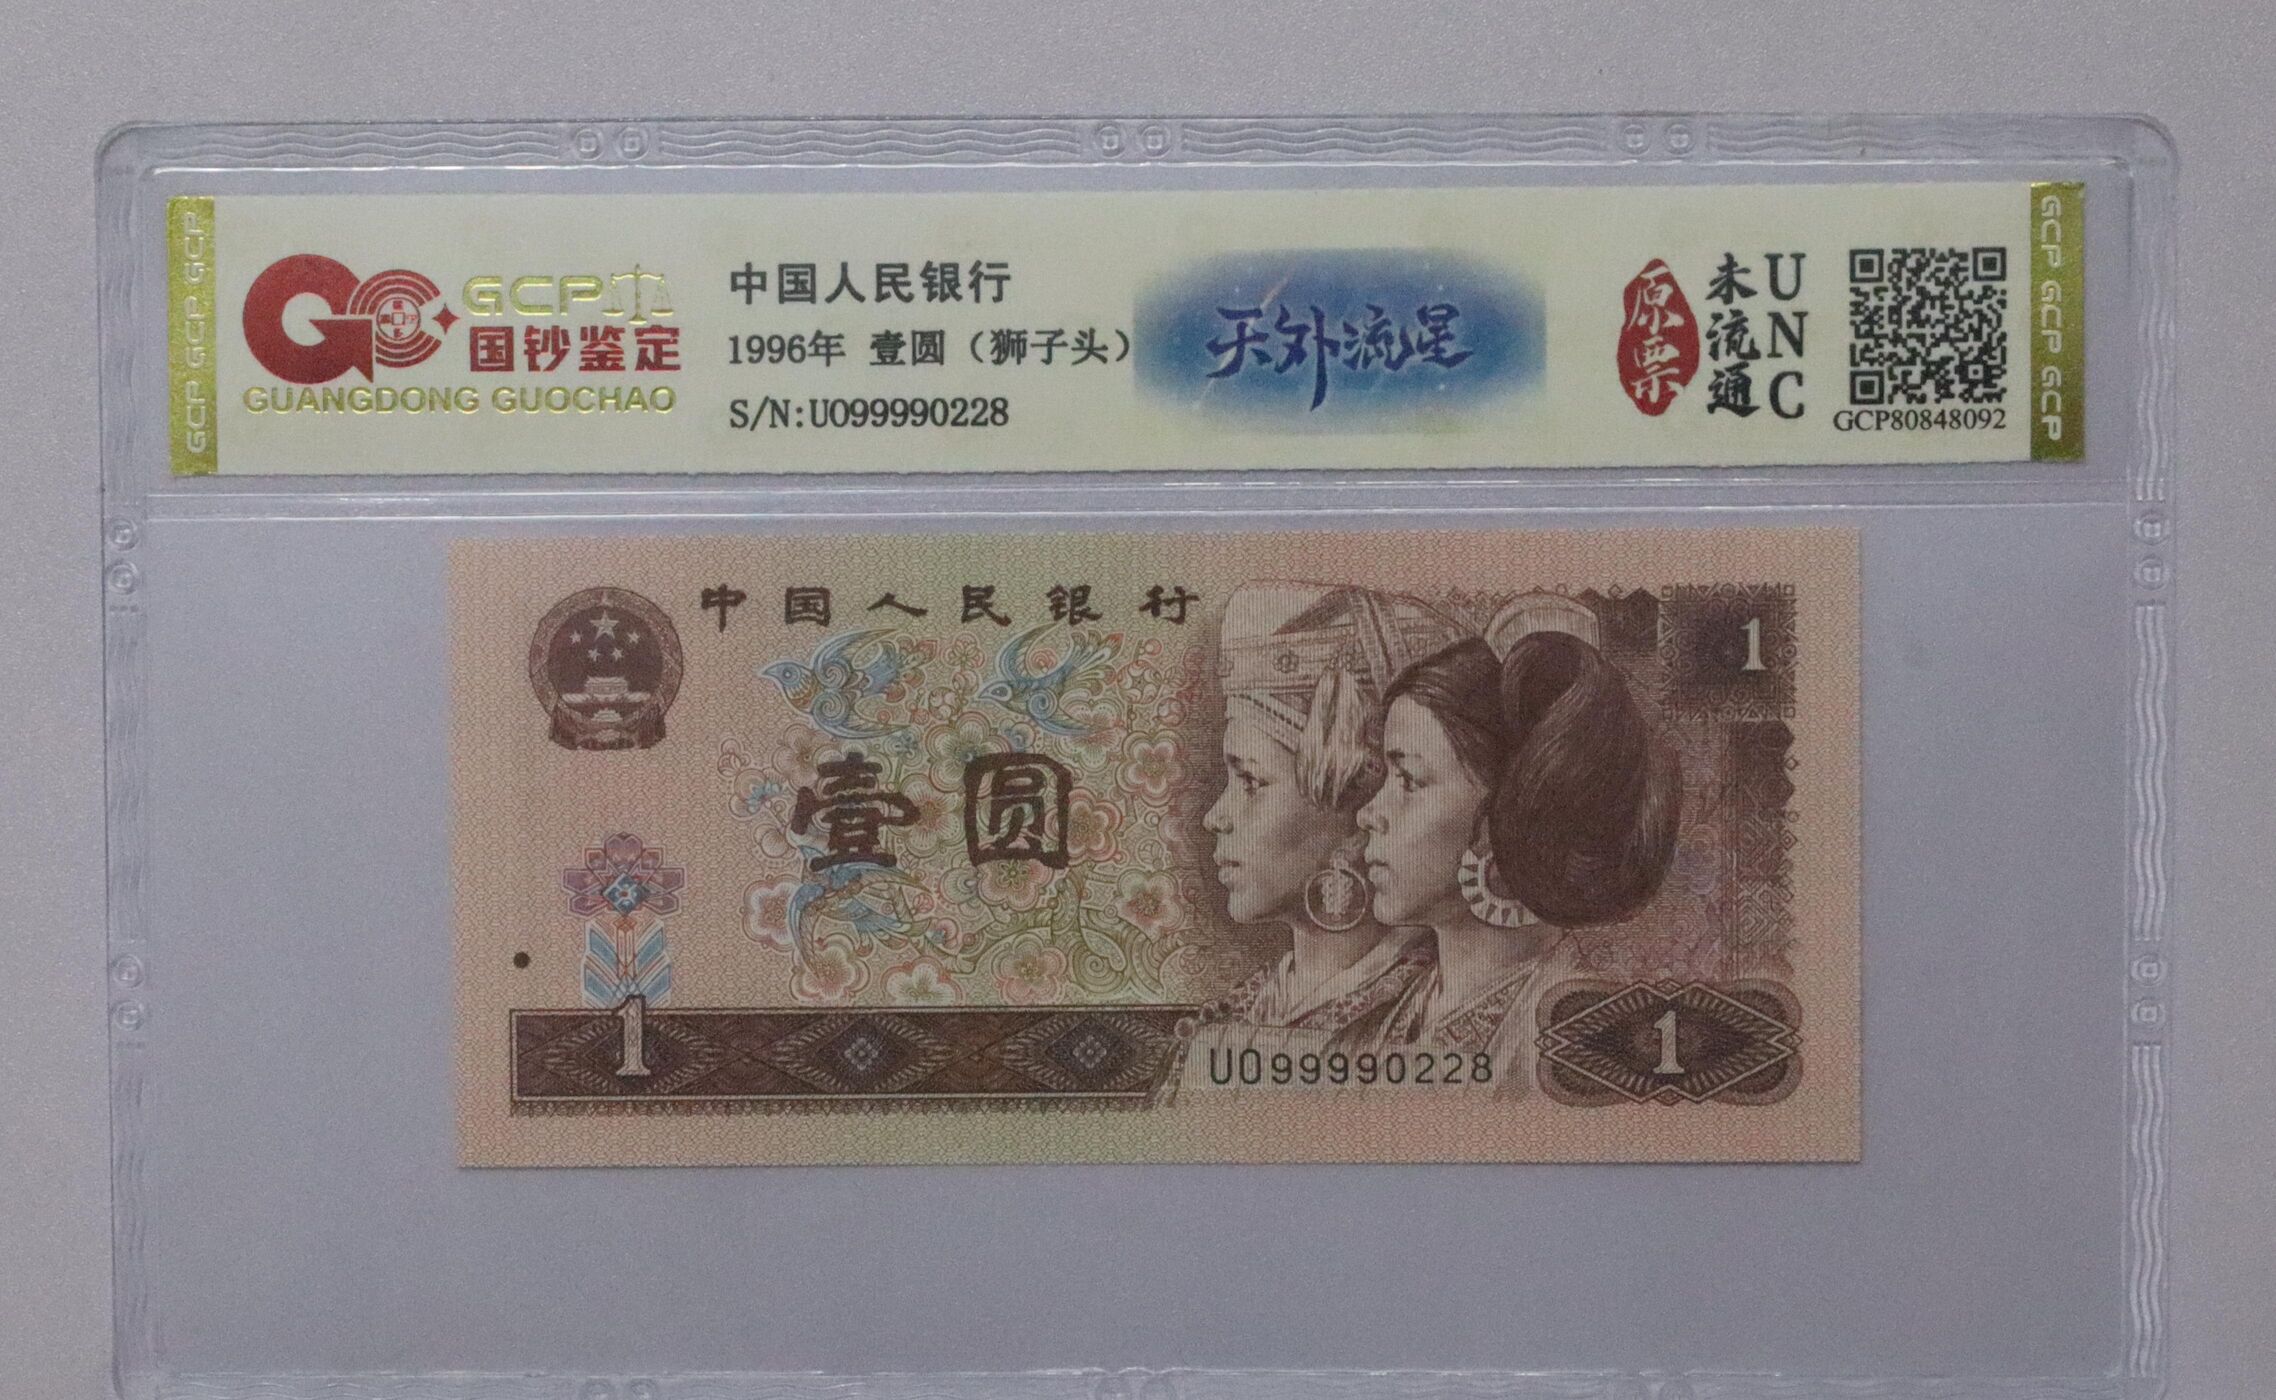 GCP GCP GCP
GCP
国钞鉴定
GUANGDONG GUOCHAO
中国人民银行
1996年 壹圆（狮子头）
S/N:UO99990228
天外流星
原票
未流通
UNC
GCP80848092
GCP GCP GCP
中国人民银行
1
壹圆
1
UO99990228
1